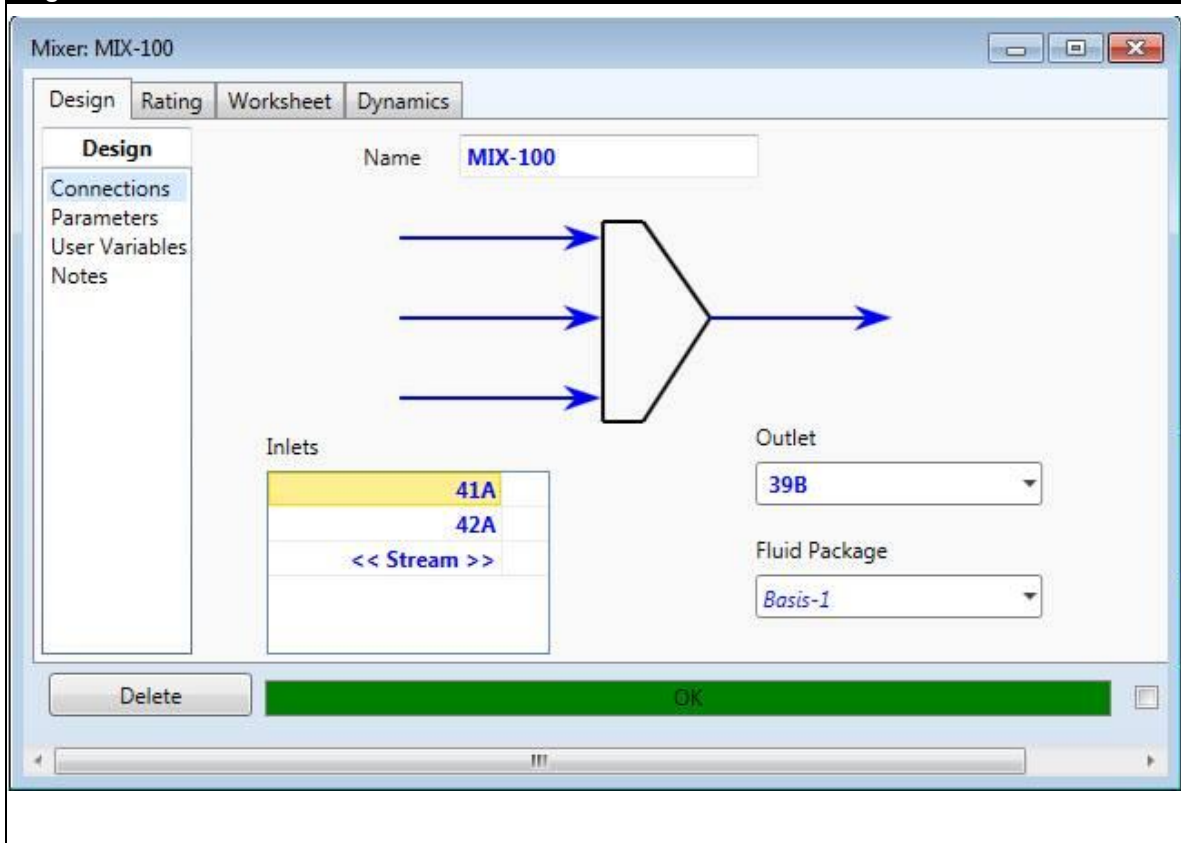 Mixer: MIX-100
Design Rating Worksheet Dynamics
Design
Connections
Parameters
User Variables
Notes
Name MIX-100
Inlets
41A
42A
<< Stream >>
Outlet
39B
Fluid Package
Basis-1
Delete
OK